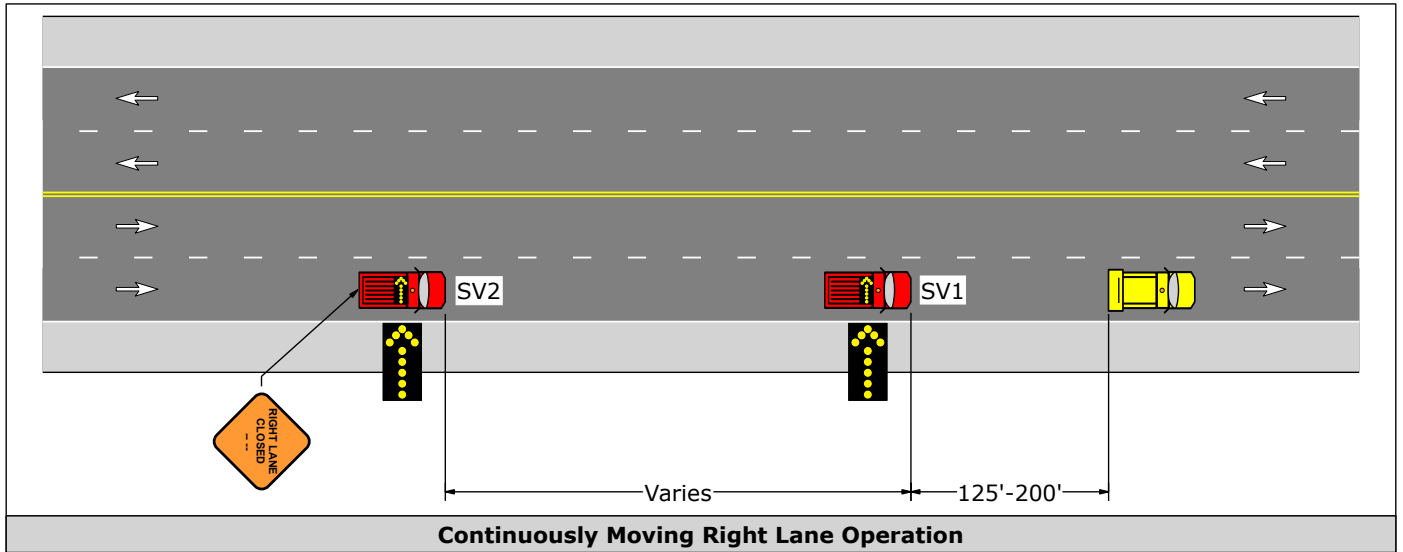 SV2
SV1
RIGHT LANE
CLOSED
– – –
Varies
125'-200'
Continuously Moving Right Lane Operation